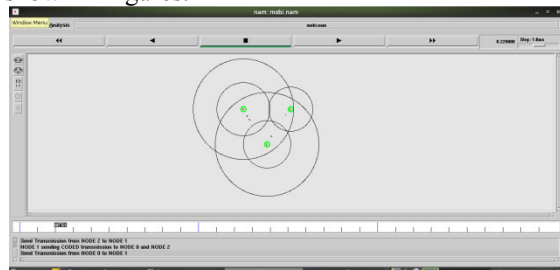 nam: mobi.nam
Window Menu
Analysis
mobi.nam
0.229000
Step: 1.0ms
Send Transmission from NODE 2 to NODE 1
NODE 1 sending CODED transmission to NODE 0 and NODE 2
Send Transmission from NODE 0 to NODE 1